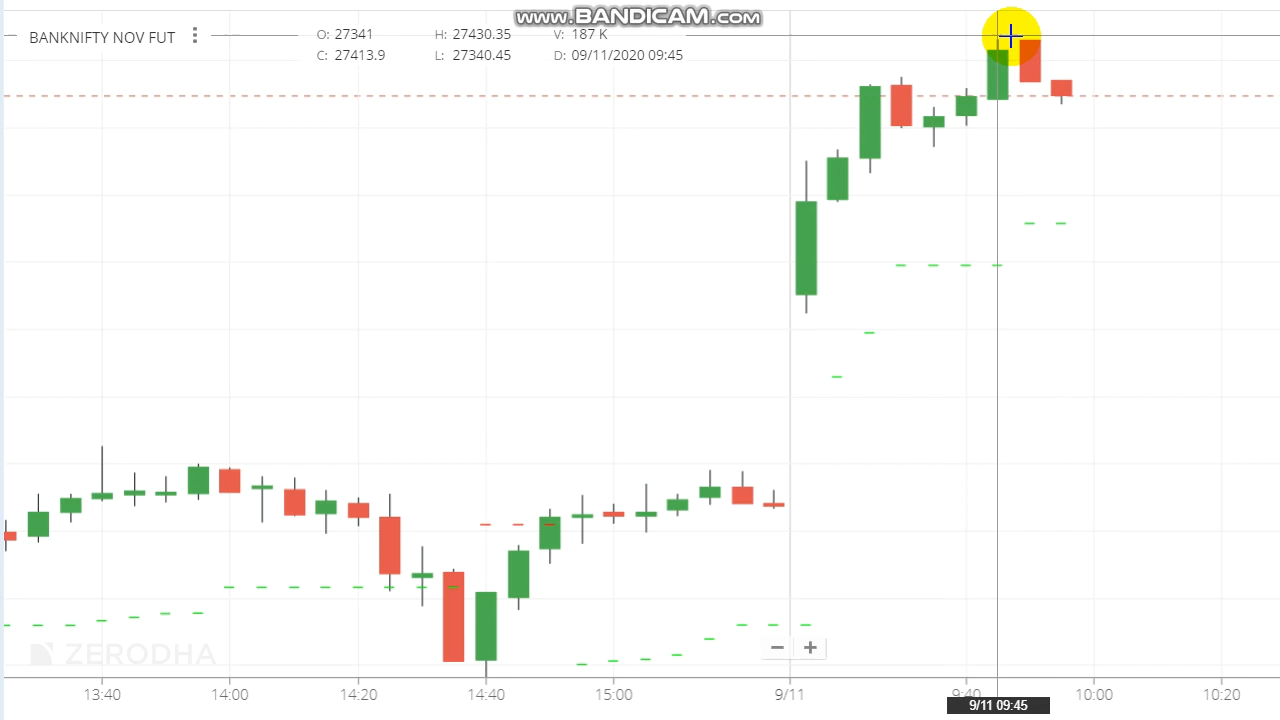 www.BANDICAM.com
BANKNIFTY NOV FUT O: 27341 H: 27430.35 V: 187 K
C: 27413.9 L: 27340.45 D: 09/11/2020 09:45
ZERODHA
13:40 14:00 14:20 14:40 15:00 9/11 9:40 10:00 10:20
9/11 09:45